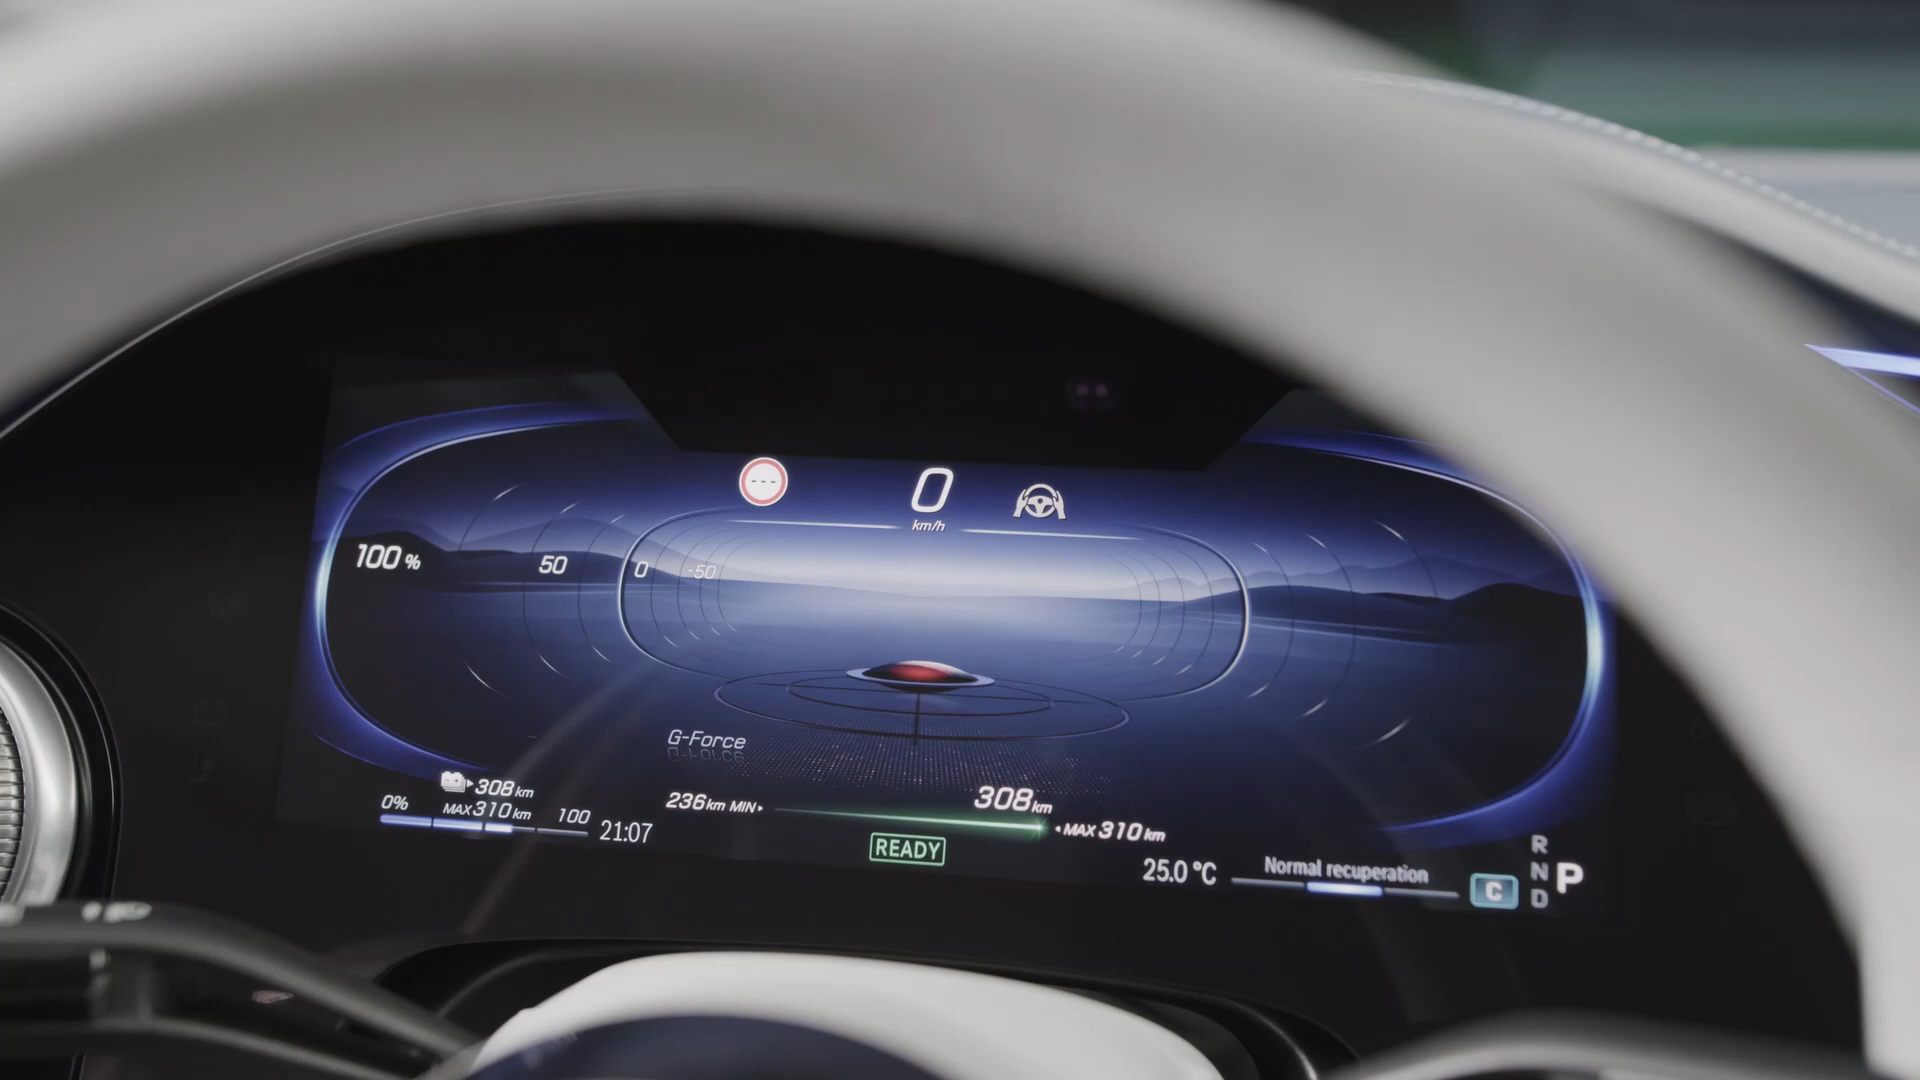 ---
0
km/h
100 %
50
0
-50
G-Force
308 km
0%
MAX 310 km
100
21:07
236 km MIN
308 km
MAX 310 km
READY
25.0 °C
Normal recuperation
C
R
N
D
P